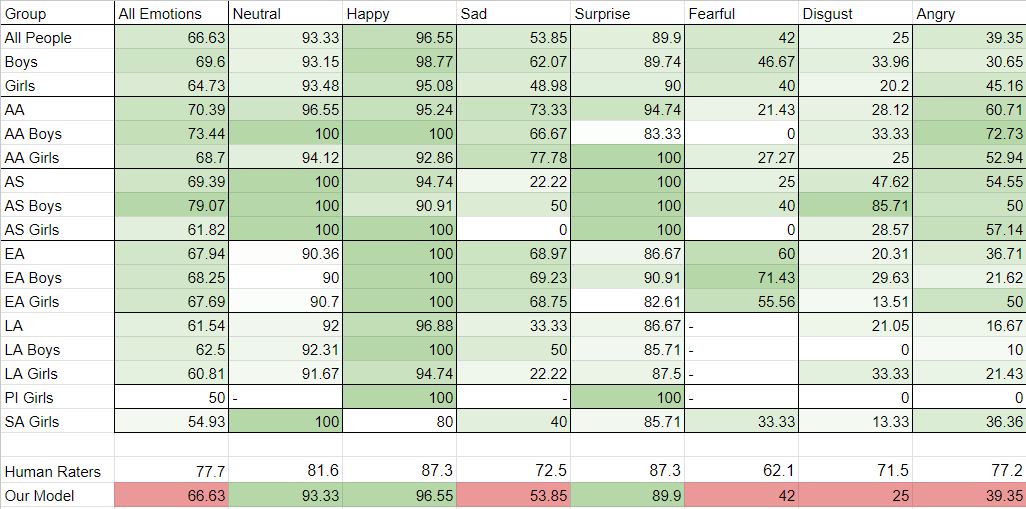 Group All Emotions Neutral Happy Sad Surprise Fearful Disgust Angry
All People 66.63 93.33 96.55 53.85 89.9 42 25 39.35
Boys 69.6 93.15 98.77 62.07 89.74 46.67 33.96 30.65
Girls 64.73 93.48 95.08 48.98 90 40 20.2 45.16
AA 70.39 96.55 95.24 73.33 94.74 21.43 28.12 60.71
AA Boys 73.44 100 100 66.67 83.33 0 33.33 72.73
AA Girls 68.7 94.12 92.86 77.78 100 27.27 25 52.94
AS 69.39 100 94.74 22.22 100 25 47.62 54.55
AS Boys 79.07 100 90.91 50 100 40 85.71 50
AS Girls 61.82 100 100 0 100 0 28.57 57.14
EA 67.94 90.36 100 68.97 86.67 60 20.31 36.71
EA Boys 68.25 90 100 69.23 90.91 71.43 29.63 21.62
EA Girls 67.69 90.7 100 68.75 82.61 55.56 13.51 50
LA 61.54 92 96.88 33.33 86.67 - 21.05 16.67
LA Boys 62.5 92.31 100 50 85.71 - 0 10
LA Girls 60.81 91.67 94.74 22.22 87.5 - 33.33 21.43
PI Girls 50 - 100 - 100 - 0 0
SA Girls 54.93 100 80 40 85.71 33.33 13.33 36.36
Human Raters 77.7 81.6 87.3 72.5 87.3 62.1 71.5 77.2
Our Model 66.63 93.33 96.55 53.85 89.9 42 25 39.35